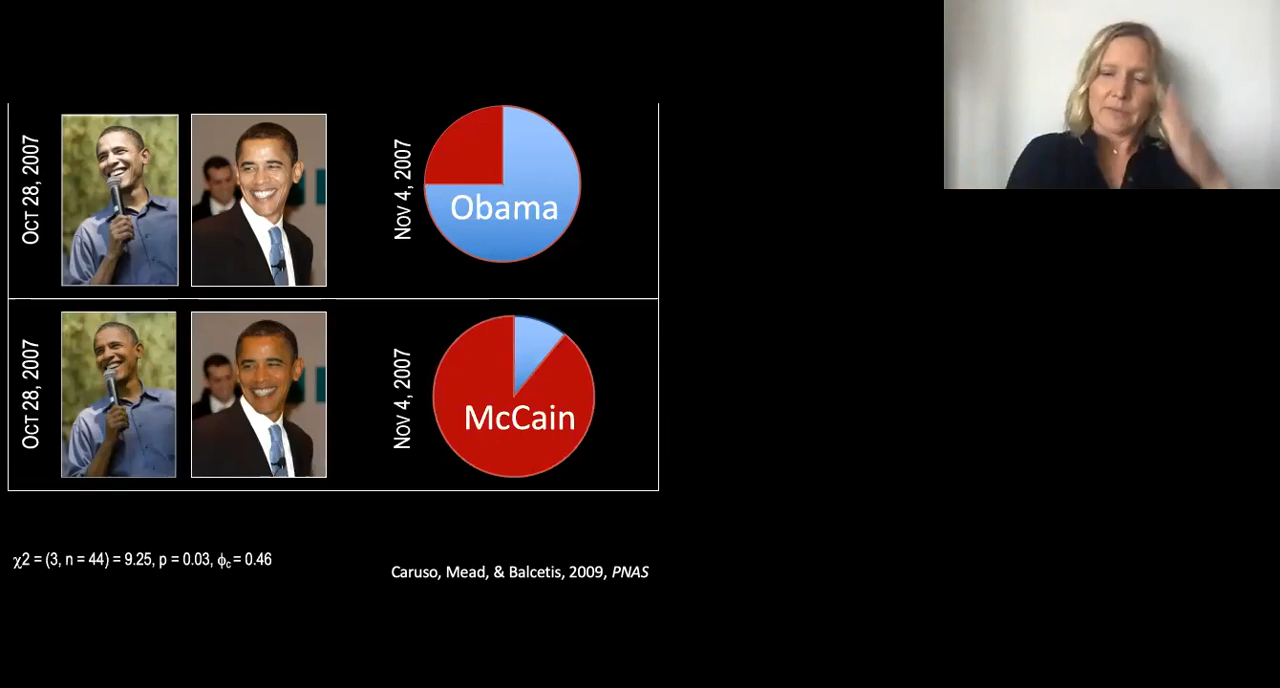 OCT 28, 2007
NOV 4, 2007
Obama
OCT 28, 2007
NOV 4, 2007
McCain
χ2 = (3, n = 44) = 9.25, p = 0.03, ϕc = 0.46
Caruso, Mead, & Balcetis, 2009, PNAS